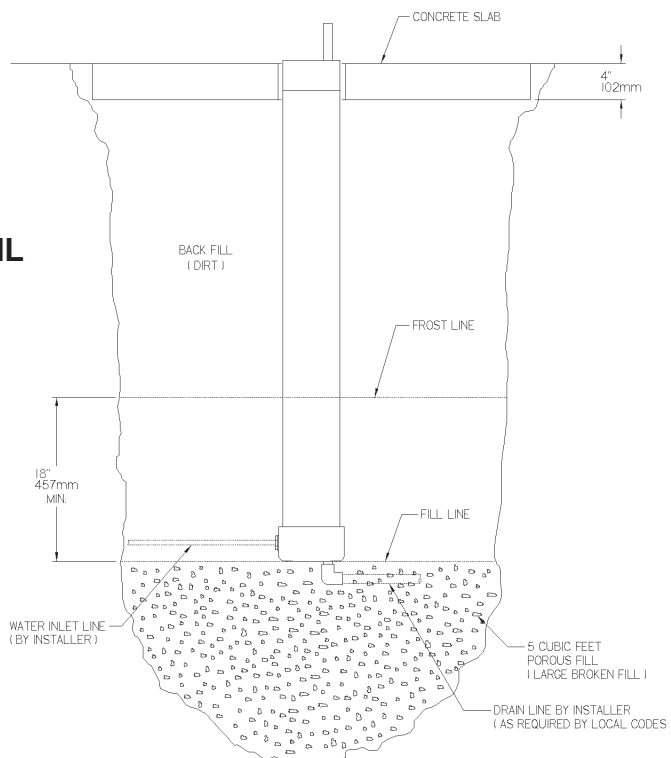 CONCRETE SLAB
4"
102mm
BACK FILL
( DIRT )
FROST LINE
18"
457mm
MIN.
FILL LINE
WATER INLET LINE
( BY INSTALLER )
5 CUBIC FEET
POROUS FILL
( LARGE BROKEN FILL )
DRAIN LINE BY INSTALLER
( AS REQUIRED BY LOCAL CODES